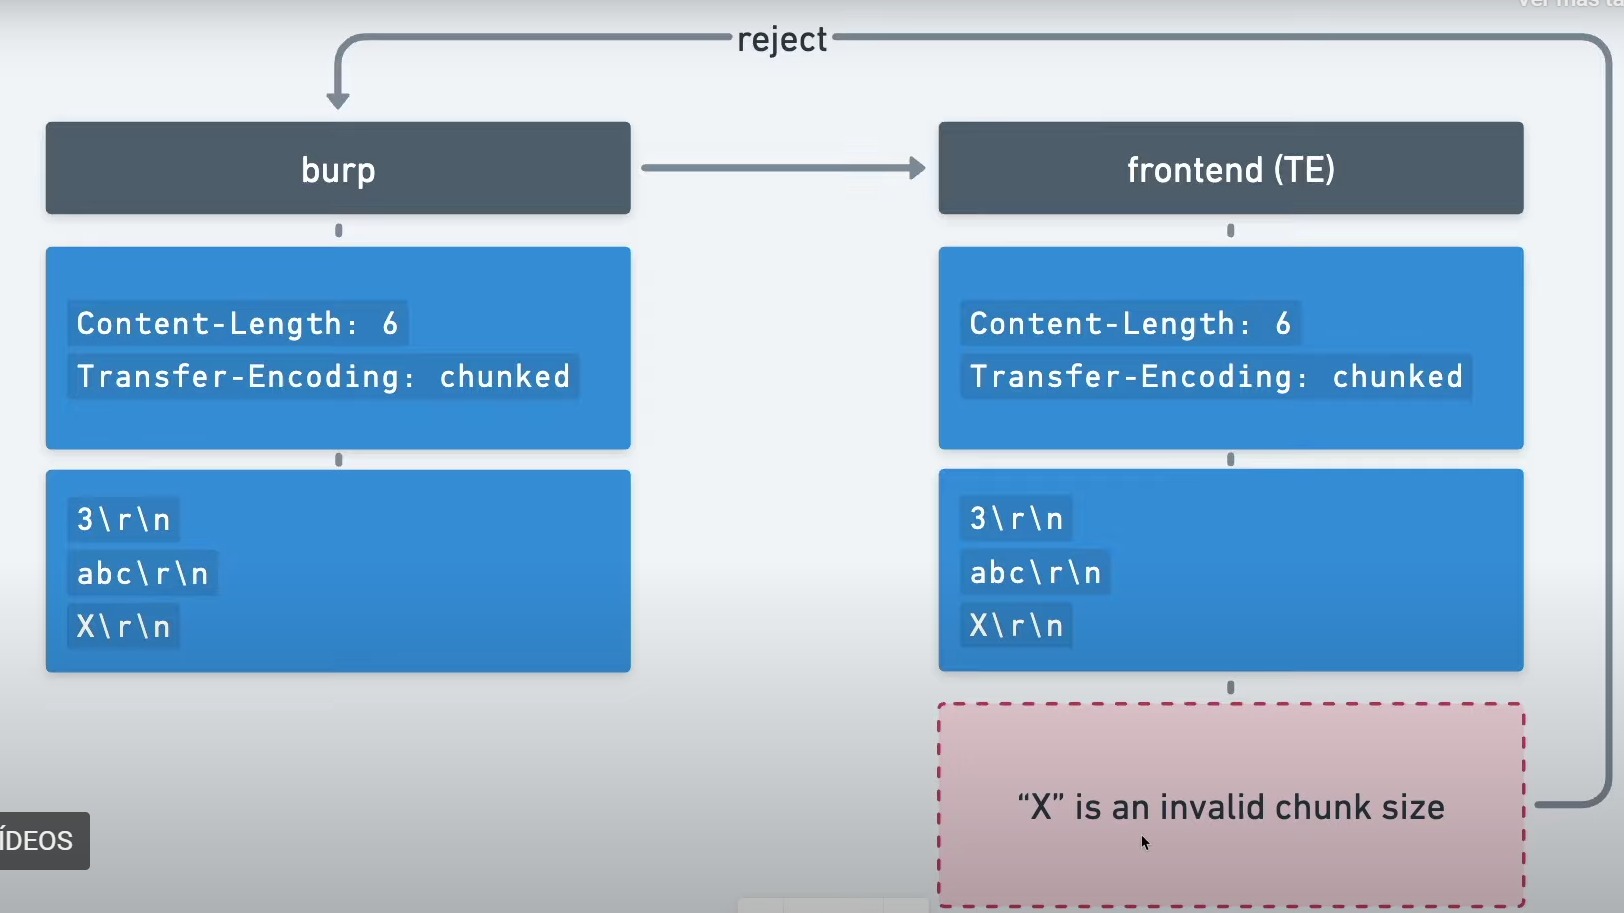 reject
burp
frontend (TE)
Content-Length: 6
Transfer-Encoding: chunked
Content-Length: 6
Transfer-Encoding: chunked
3\r\n
abc\r\n
X\r\n
3\r\n
abc\r\n
X\r\n
“X” is an invalid chunk size
ÍDEOS